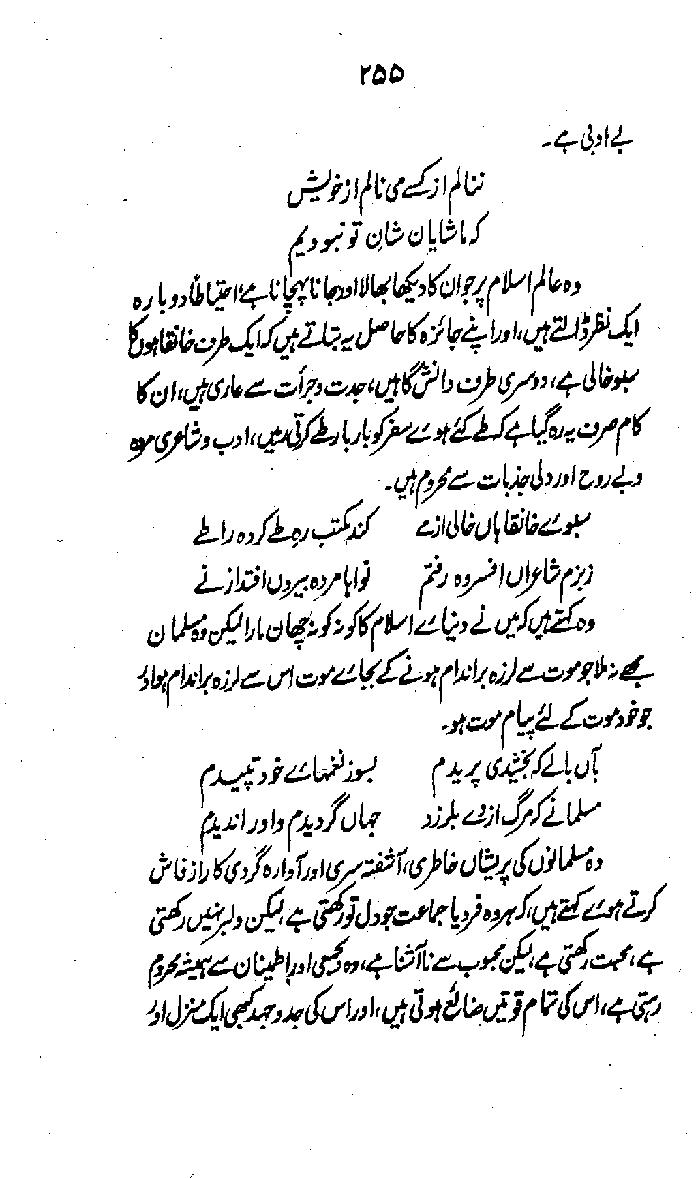 ۲۵۵
بے ادبی ہے۔
ننالم از کسے می نالم از خویش
کہ ما شایان شانِ تو نبودیم
وہ عالم اسلام پر جو ان کا دیکھا بھالا اور جانا پہچانا ہے، احتیاطاً دوبارہ
ایک نظر ڈالتے ہیں، اور اپنے جائزہ کا حاصل یہ بتلاتے ہیں کہ ایک طرف خانقاہوں کا
سبو خالی ہے، دوسری طرف دانش گاہیں، جدت و جرأت سے عاری ہیں، ان کا
کام صرف یہ رہ گیا ہے کہ طے کئے ہوئے سفر کو بار بار طے کرتی رہیں، ادب و شاعری مردہ
و بے روح اور دلی جذبات سے محروم ہیں۔
سبوئے خانقاہاں خالی از مے کند مکتب رہِ طے کردہ را طے
ز بزم شاعراں افسردہ رفتم نواہا مردہ بیروں افتد از نے
وہ کہتے ہیں کہ میں نے دنیائے اسلام کا کونہ کونہ چھان مارا لیکن وہ مسلمان
مجھے نہ ملا جو موت سے لرزہ براندام ہونے کے بجائے موت اس سے لرزہ براندام ہو اور
جو خود موت کے لئے پیام موت ہو۔
بآں بالے کہ بخشیدی پریدم بسوز نغمہائے خود تپیدم
مسلمانے کہ مرگ از وے بلرزد جہاں گردیدم و او را ندیدم
وہ مسلمانوں کی پریشاں خاطری، آشفتہ سری اور آوارہ گردی کا راز فاش
کرتے ہوئے کہتے ہیں، کہ ہر وہ فرد یا جماعت جو دل تو رکھتی ہے، لیکن دلبر نہیں رکھتی
ہے، محبت رکھتی ہے، لیکن محبوب سے نا آشنا ہے، وہ دلجمعی اور اطمینان سے ہمیشہ محروم
رہتی ہے، اس کی تمام قوتیں ضائع ہوتی ہیں، اور اس کی جدوجہد کبھی ایک منزل اور